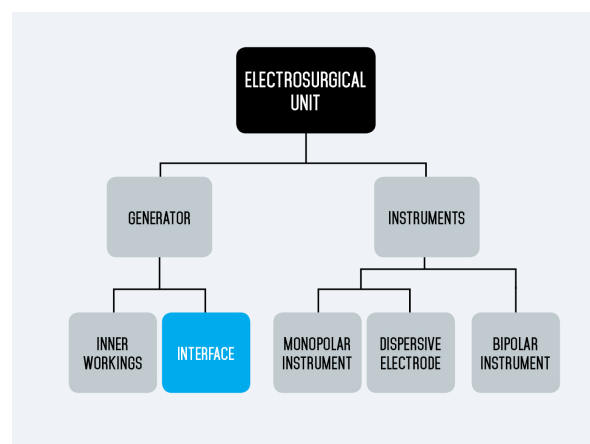 ELECTROSURGICAL
UNIT
GENERATOR
INSTRUMENTS
INNER
WORKINGS
INTERFACE
MONOPOLAR
INSTRUMENT
DISPERSIVE
ELECTRODE
BIPOLAR
INSTRUMENT